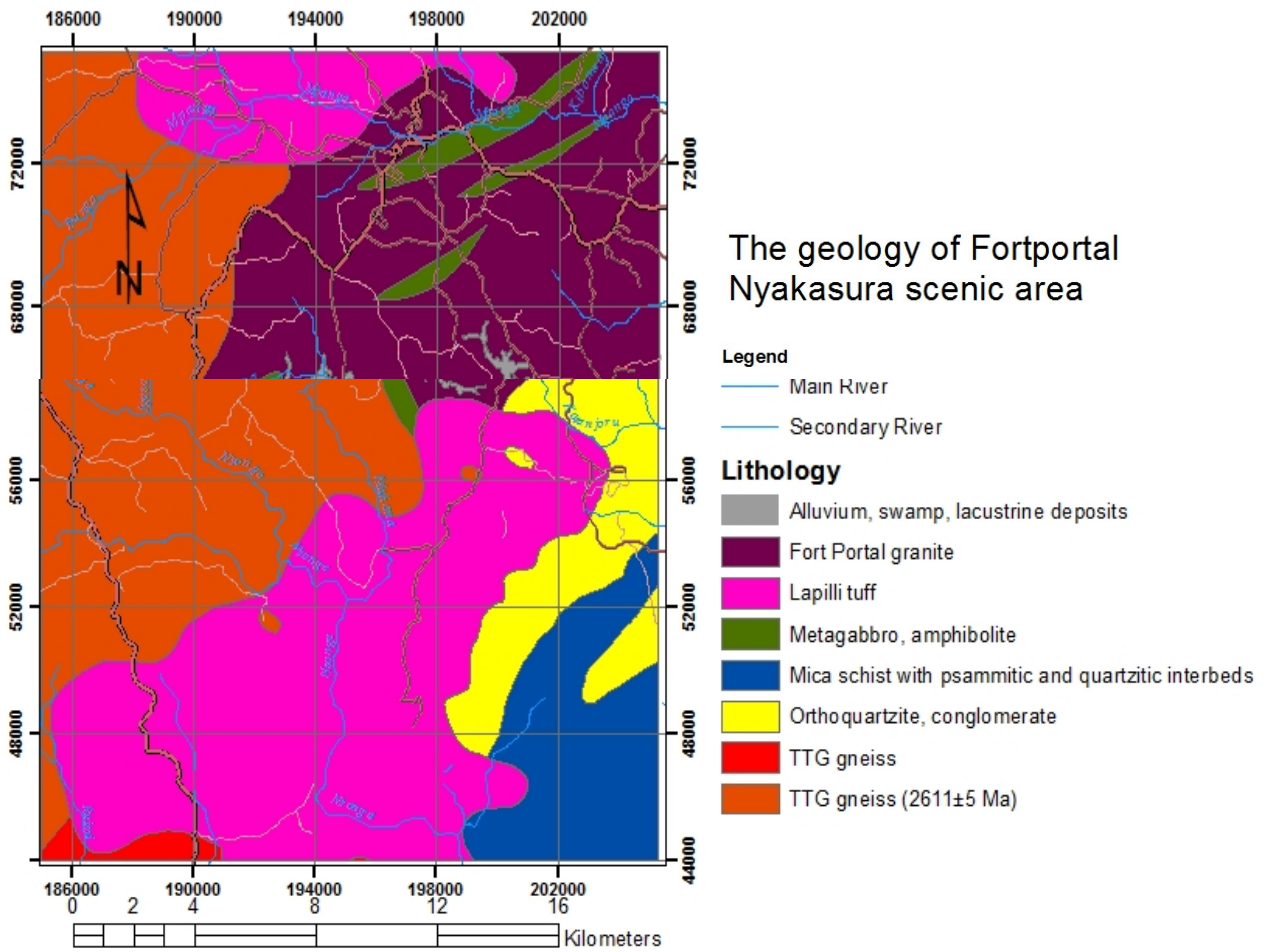 186000 190000 194000 198000 202000
72000 72000
68000 68000
Mpanga
Mpanga
Mpanga
N
The geology of Fortportal
Nyakasura scenic area
Legend
Main River
Secondary River
Lithology
Alluvium, swamp, lacustrine deposits
Fort Portal granite
Lapilli tuff
Metagabbro, amphibolite
Mica schist with psammitic and quartzitic interbeds
Orthoquartzite, conglomerate
TTG gneiss
TTG gneiss (2611±5 Ma)
56000 56000
52000 52000
48000 48000
44000
186000 190000 194000 198000 202000
0 2 4 8 12 16
Kilometers